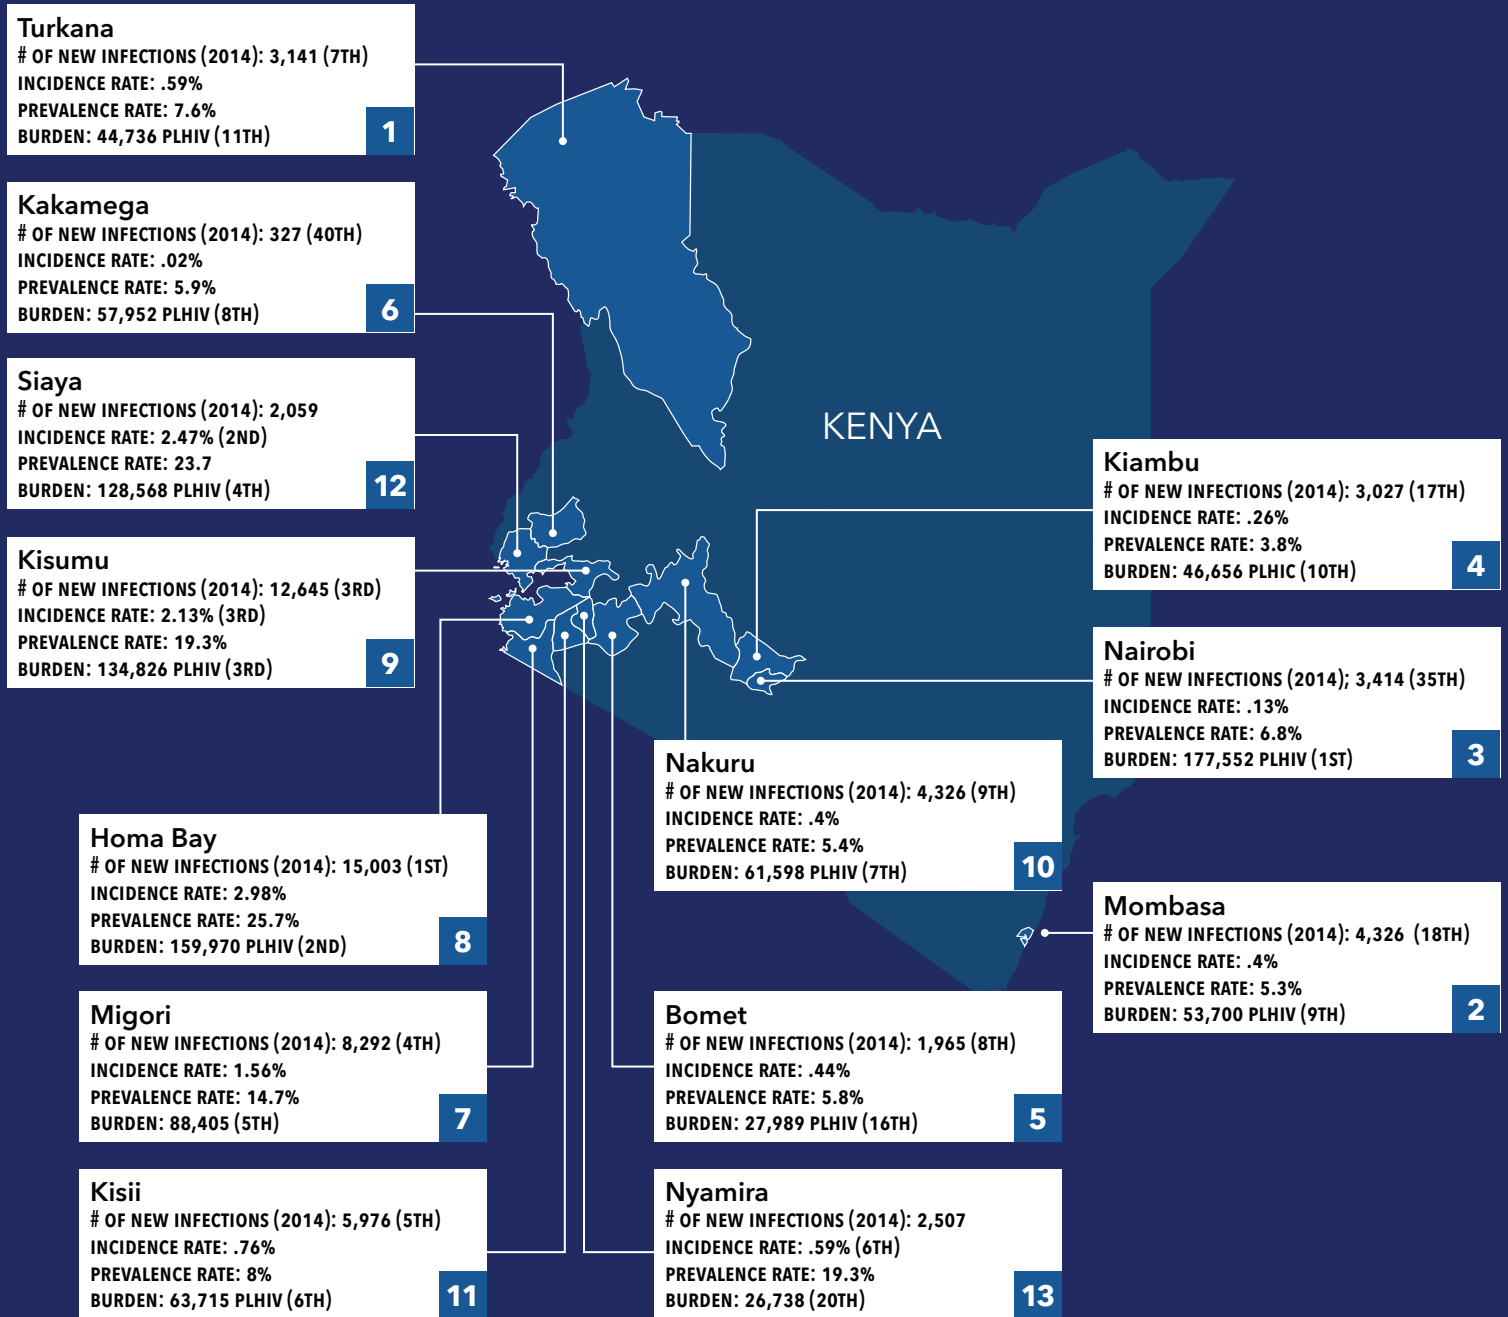 Turkana
# OF NEW INFECTIONS (2014): 3,141 (7TH)
INCIDENCE RATE: .59%
PREVALENCE RATE: 7.6%
BURDEN: 44,736 PLHIV (11TH)
1
Kakamega
# OF NEW INFECTIONS (2014): 327 (40TH)
INCIDENCE RATE: .02%
PREVALENCE RATE: 5.9%
BURDEN: 57,952 PLHIV (8TH)
6
Siaya
# OF NEW INFECTIONS (2014): 2,059
INCIDENCE RATE: 2.47% (2ND)
PREVALENCE RATE: 23.7
BURDEN: 128,568 PLHIV (4TH)
12
Kisumu
# OF NEW INFECTIONS (2014): 12,645 (3RD)
INCIDENCE RATE: 2.13% (3RD)
PREVALENCE RATE: 19.3%
BURDEN: 134,826 PLHIV (3RD)
9
KENYA
Kiambu
# OF NEW INFECTIONS (2014): 3,027 (17TH)
INCIDENCE RATE: .26%
PREVALENCE RATE: 3.8%
BURDEN: 46,656 PLHIC (10TH)
4
Nairobi
# OF NEW INFECTIONS (2014); 3,414 (35TH)
INCIDENCE RATE: .13%
PREVALENCE RATE: 6.8%
BURDEN: 177,552 PLHIV (1ST)
3
Nakuru
# OF NEW INFECTIONS (2014): 4,326 (9TH)
INCIDENCE RATE: .4%
PREVALENCE RATE: 5.4%
BURDEN: 61,598 PLHIV (7TH)
10
Homa Bay
# OF NEW INFECTIONS (2014): 15,003 (1ST)
INCIDENCE RATE: 2.98%
PREVALENCE RATE: 25.7%
BURDEN: 159,970 PLHIV (2ND)
8
Mombasa
# OF NEW INFECTIONS (2014): 4,326 (18TH)
INCIDENCE RATE: .4%
PREVALENCE RATE: 5.3%
BURDEN: 53,700 PLHIV (9TH)
2
Migori
# OF NEW INFECTIONS (2014): 8,292 (4TH)
INCIDENCE RATE: 1.56%
PREVALENCE RATE: 14.7%
BURDEN: 88,405 (5TH)
7
Bomet
# OF NEW INFECTIONS (2014): 1,965 (8TH)
INCIDENCE RATE: .44%
PREVALENCE RATE: 5.8%
BURDEN: 27,989 PLHIV (16TH)
5
Kisii
# OF NEW INFECTIONS (2014): 5,976 (5TH)
INCIDENCE RATE: .76%
PREVALENCE RATE: 8%
BURDEN: 63,715 PLHIV (6TH)
11
Nyamira
# OF NEW INFECTIONS (2014): 2,507
INCIDENCE RATE: .59% (6TH)
PREVALENCE RATE: 19.3%
BURDEN: 26,738 (20TH)
13